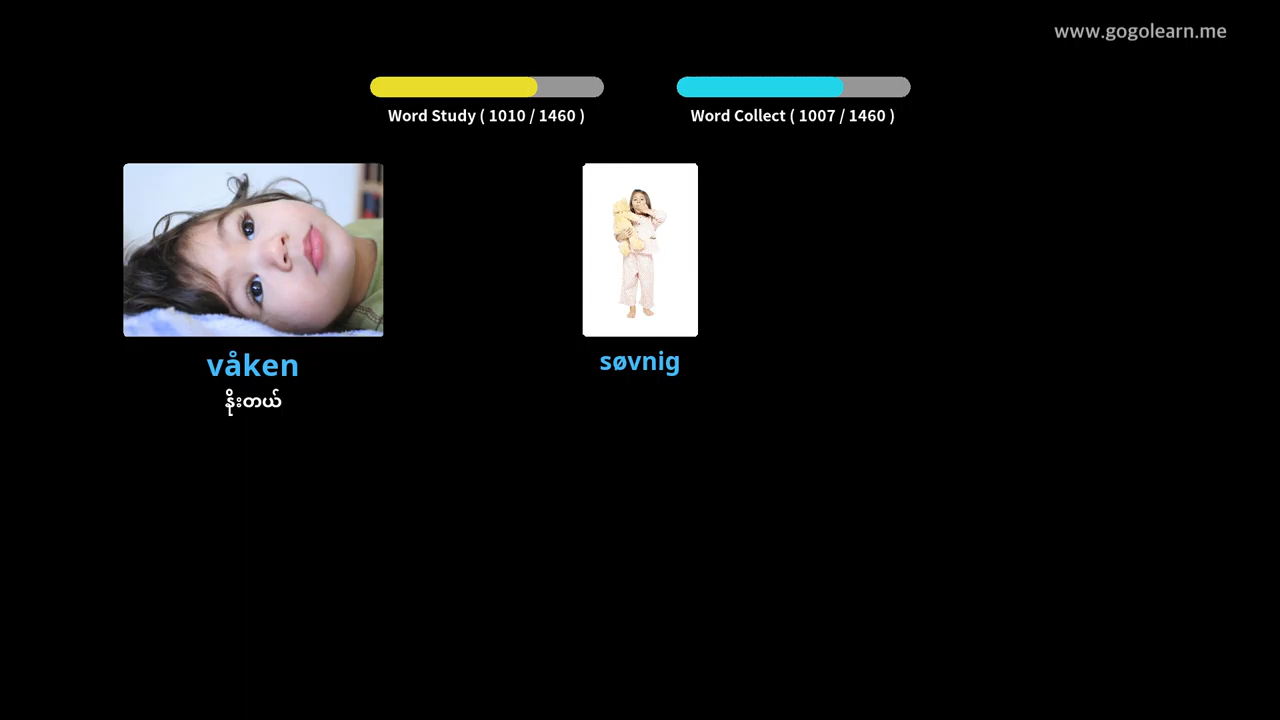 www.gogolearn.me
Word Study ( 1010 / 1460 )
Word Collect ( 1007 / 1460 )
våken
နိုးတယ်
søvnig